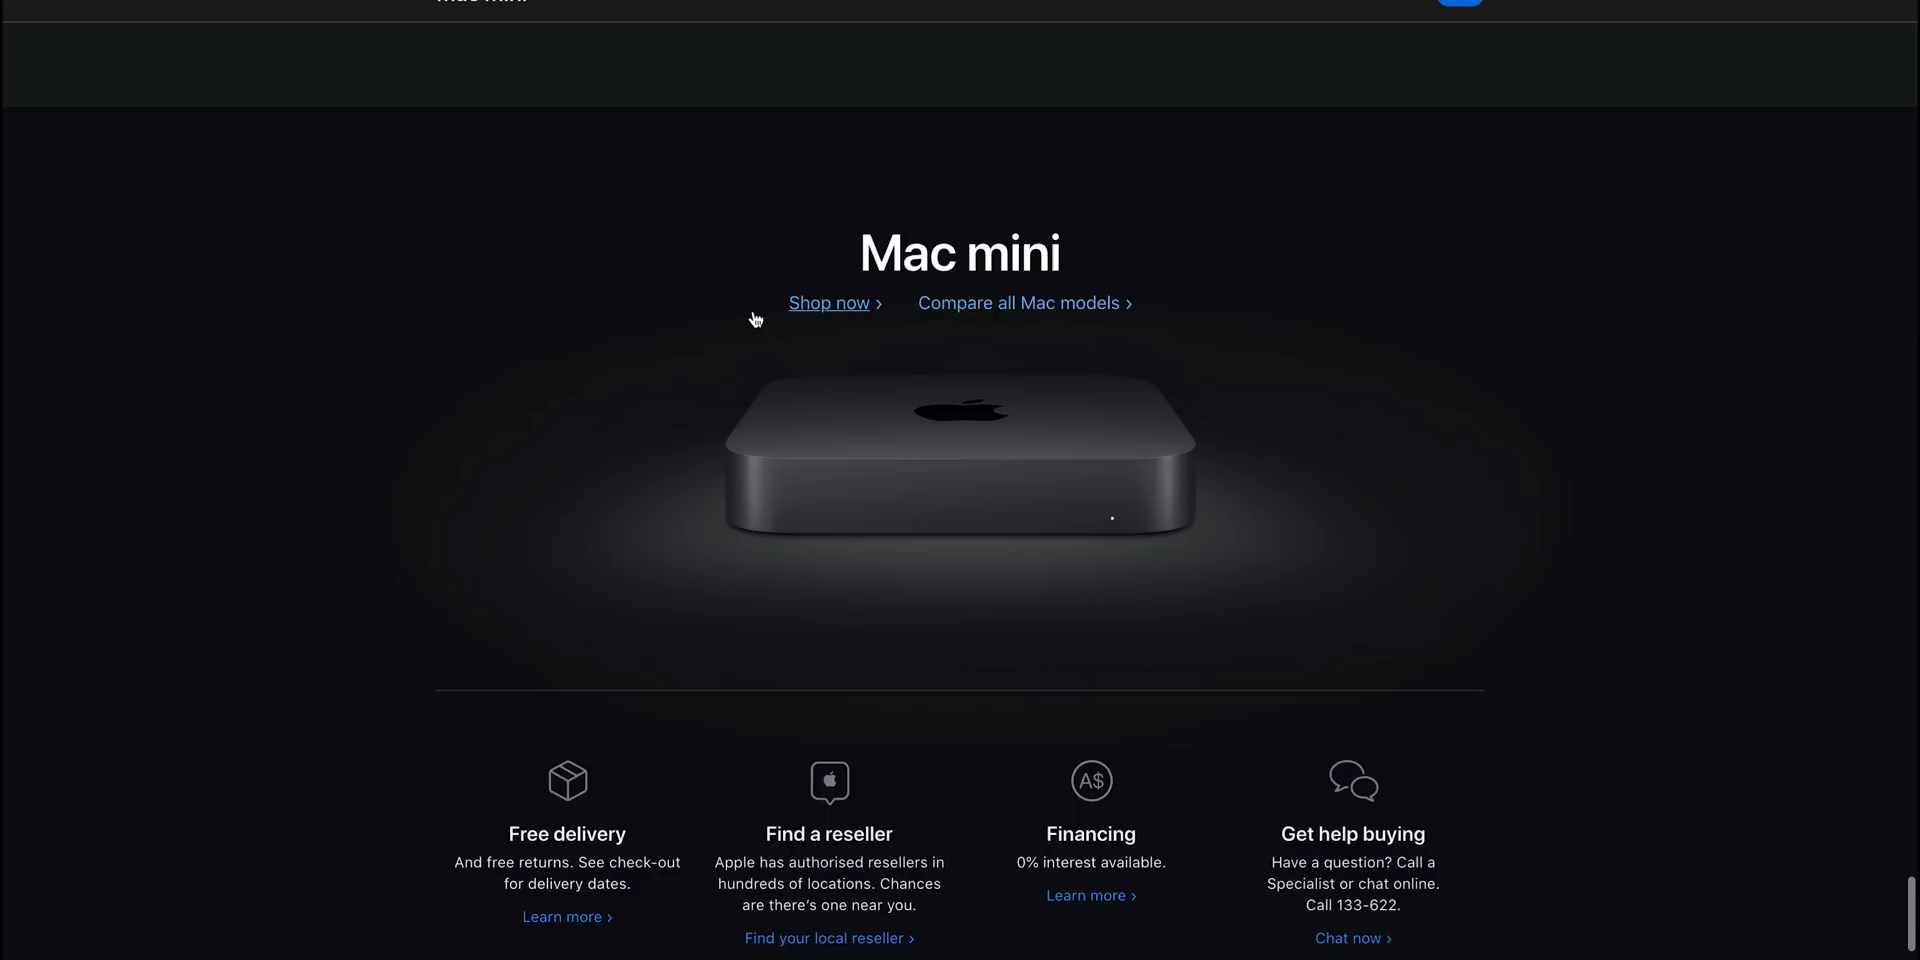 Mac mini
Shop now >
Compare all Mac models >
A$
Free delivery
And free returns. See check-out
for delivery dates.
Learn more >
Find a reseller
Apple has authorised resellers in
hundreds of locations. Chances
are there's one near you.
Find your local reseller >
Financing
0% interest available.
Learn more >
Get help buying
Have a question? Call a
Specialist or chat online.
Call 133-622.
Chat now >